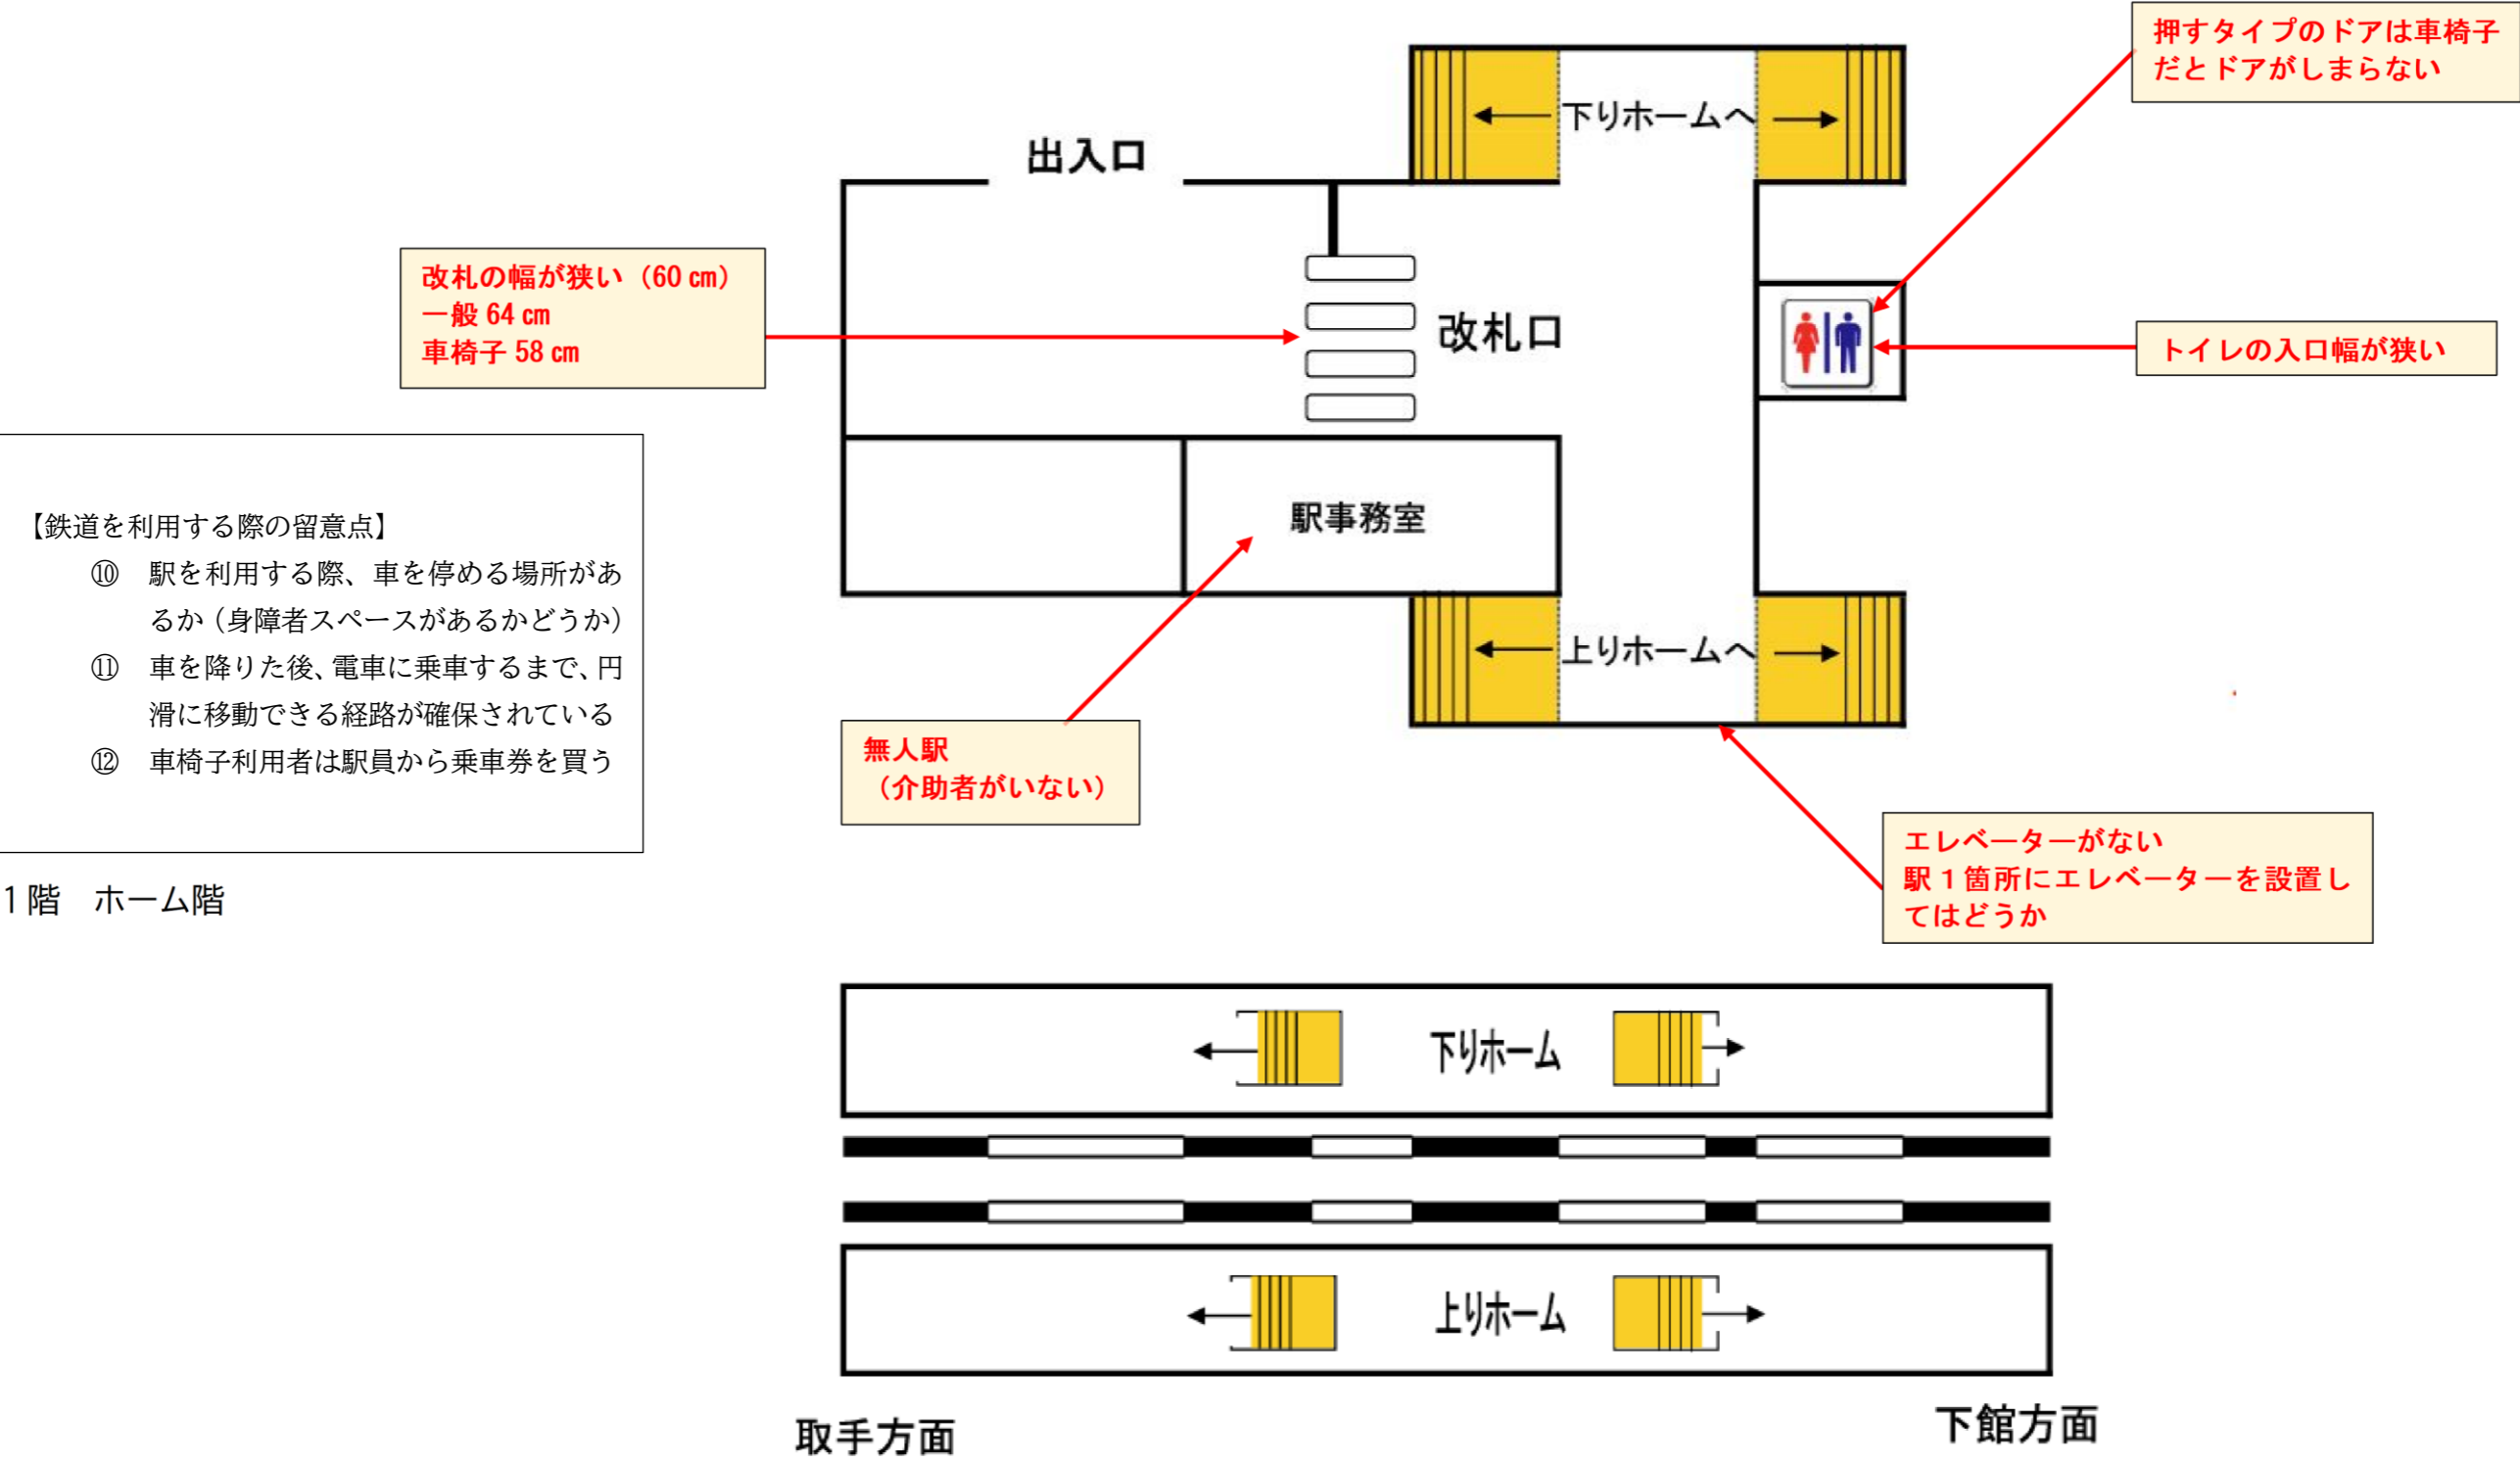 押すタイプのドアは車椅子
だとドアがしまらない
下りホームへ
出入口
改札の幅が狭い（60㎝）
一般64㎝
車椅子58㎝
改札口
トイレの入口幅が狭い
【鉄道を利用する際の留意点】
⑩ 駅を利用する際、車を停める場所があ
るか（身障者スペースがあるかどうか）
⑪ 車を降りた後、電車に乗車するまで、円
滑に移動できる経路が確保されている
⑫ 車椅子利用者は駅員から乗車券を買う
駅事務室
上りホームへ
無人駅
（介助者がいない）
エレベーターがない
駅１箇所にエレベーターを設置し
てはどうか
1階　ホーム階
下りホーム
上りホーム
取手方面
下館方面